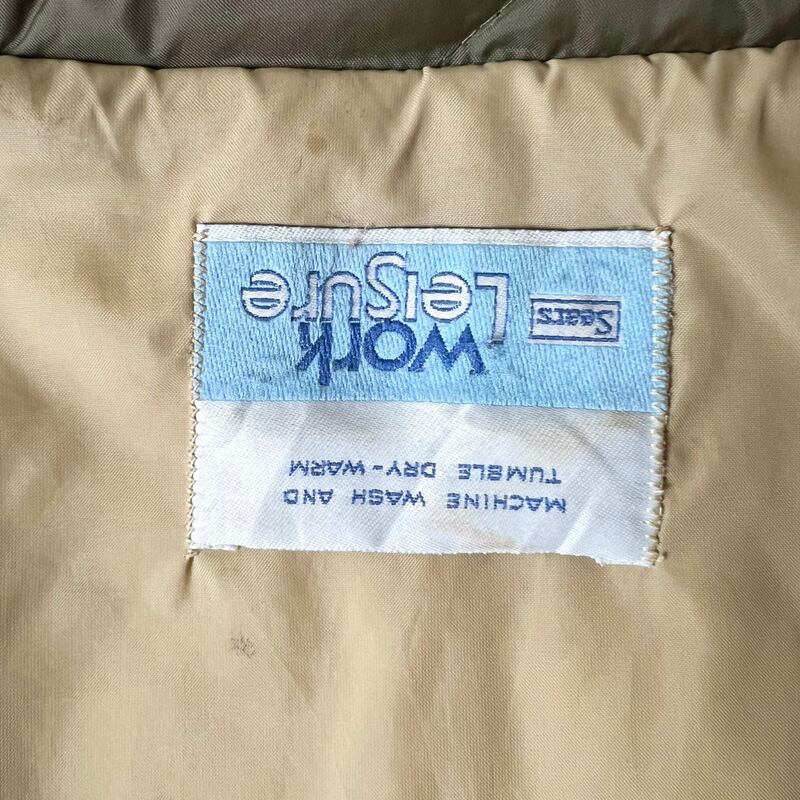 MACHINE WASH AND
TUMBLE DRY-WARM
work
Sears
Leisure